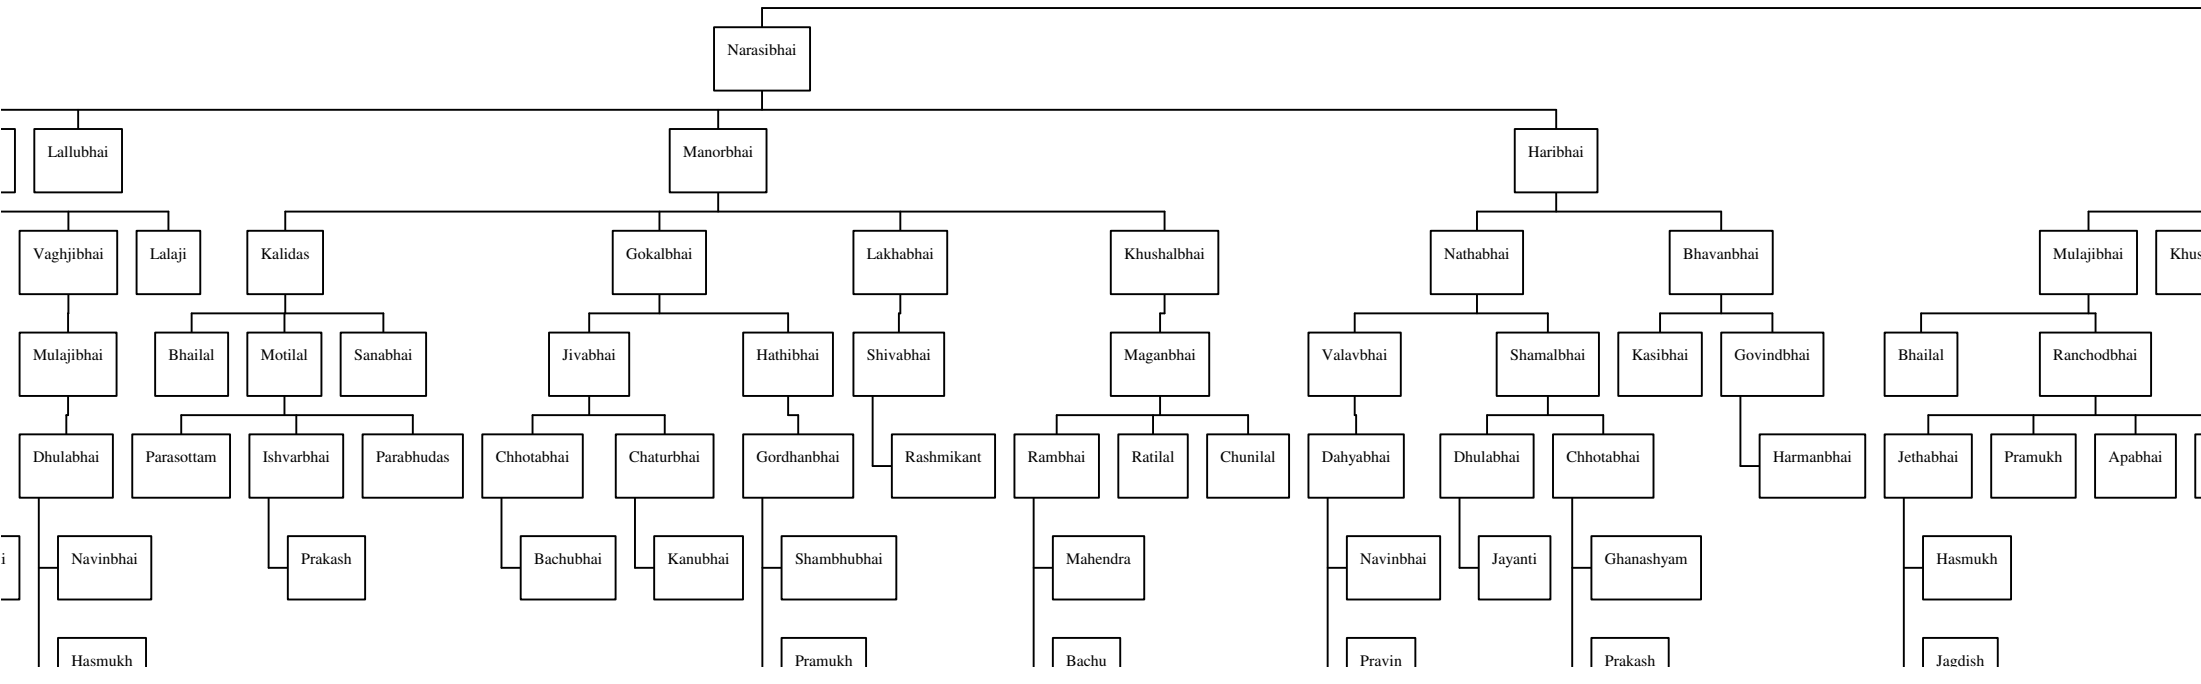 Narasibhai
Lallubhai
Manorbhai
Haribhai
Vaghjibhai
Lalaji
Kalidas
Gokalbhai
Lakhabhai
Khushalbhai
Nathabhai
Bhavanbhai
Mulajibhai
Khus
Mulajibhai
Bhailal
Motilal
Sanabhai
Jivabhai
Hathibhai
Shivabhai
Maganbhai
Valavbhai
Shamalbhai
Kasibhai
Govindbhai
Bhailal
Ranchodbhai
Dhulabhai
Parasottam
Ishvarbhai
Parabhudas
Chhotabhai
Chaturbhai
Gordhanbhai
Rashmikant
Rambhai
Ratilal
Chunilal
Dahyabhai
Dhulabhai
Chhotabhai
Harmanbhai
Jethabhai
Pramukh
Apabhai
i
Navinbhai
Prakash
Bachubhai
Kanubhai
Shambhubhai
Mahendra
Navinbhai
Jayanti
Ghanashyam
Hasmukh
Hasmukh
Pramukh
Bachu
Pravin
Prakash
Jagdish